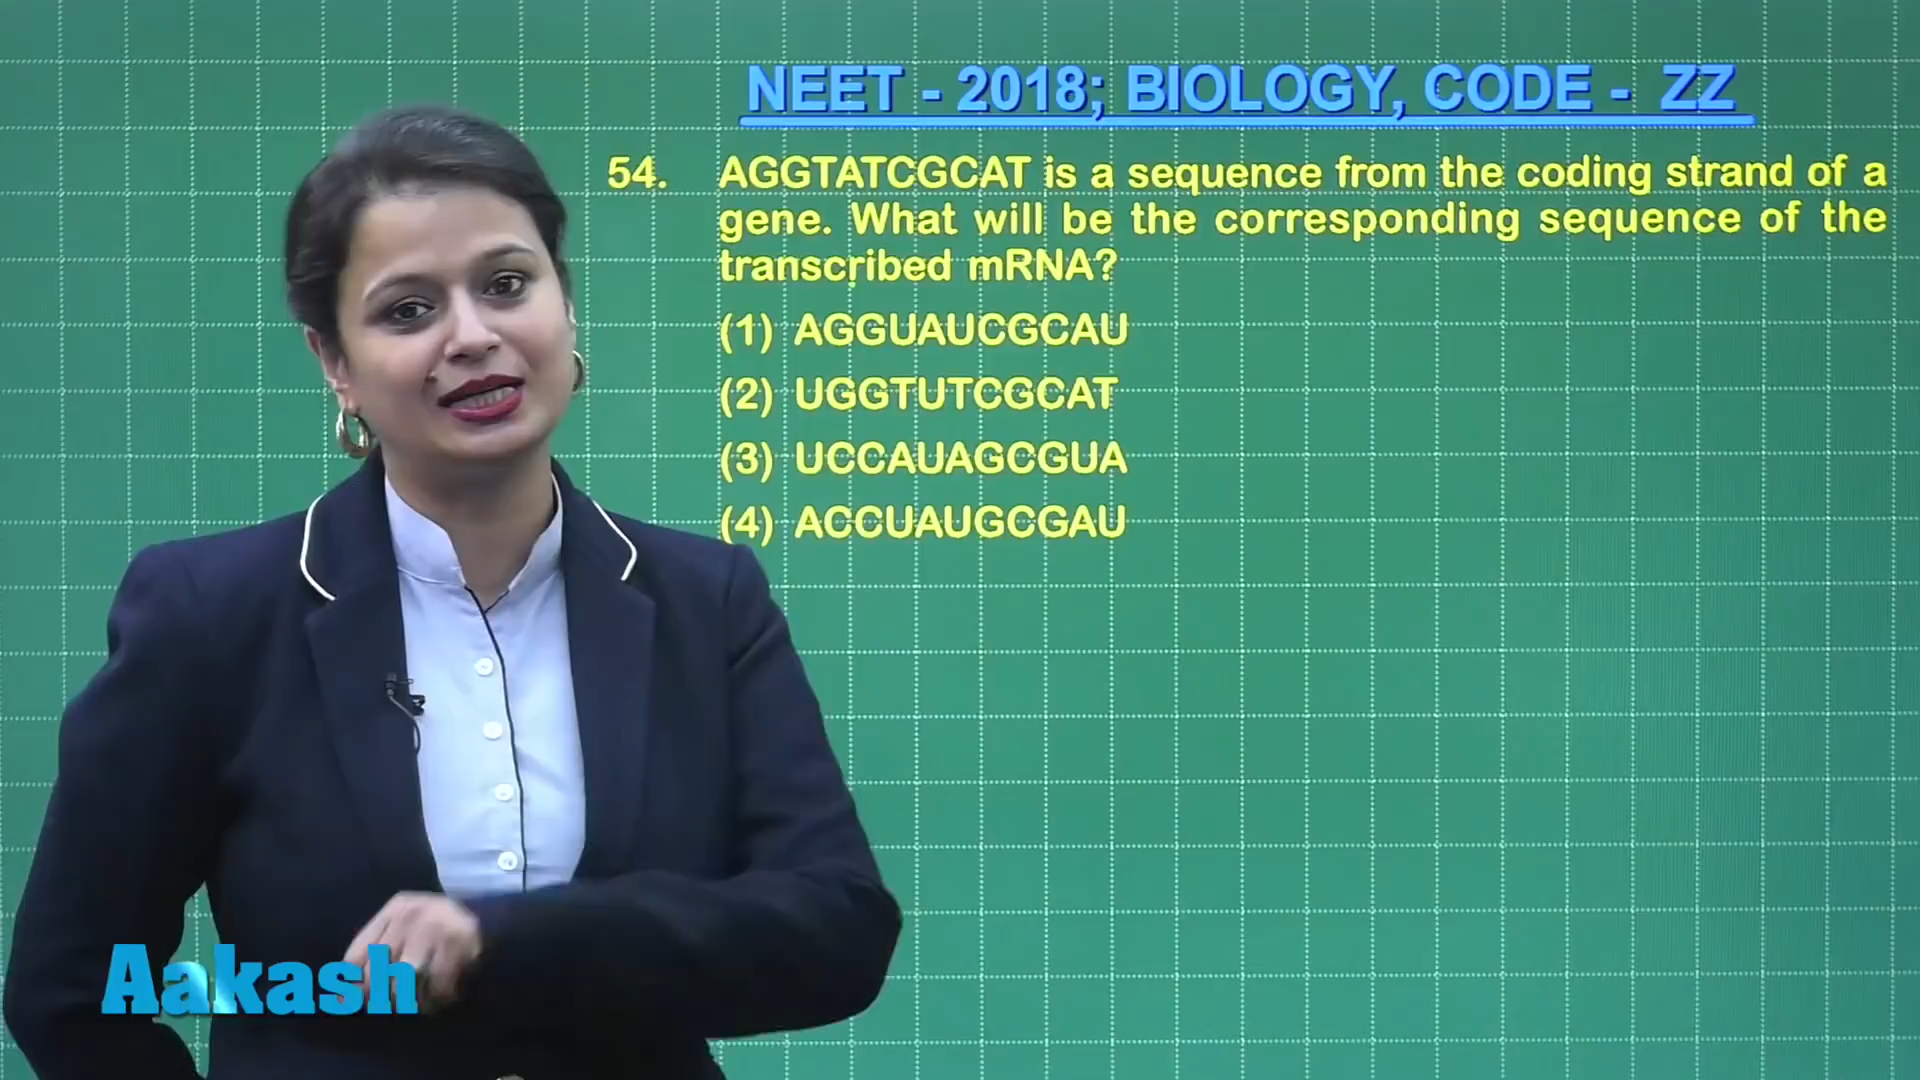 NEET - 2018; BIOLOGY, CODE - ZZ
54. AGGTATCGCAT is a sequence from the coding strand of a
gene. What will be the corresponding sequence of the
transcribed mRNA?
(1) AGGUAUCGCAU
(2) UGGTUTCGCAT
(3) UCCAUAGCGUA
(4) ACCUAUGCGAU
Aakash